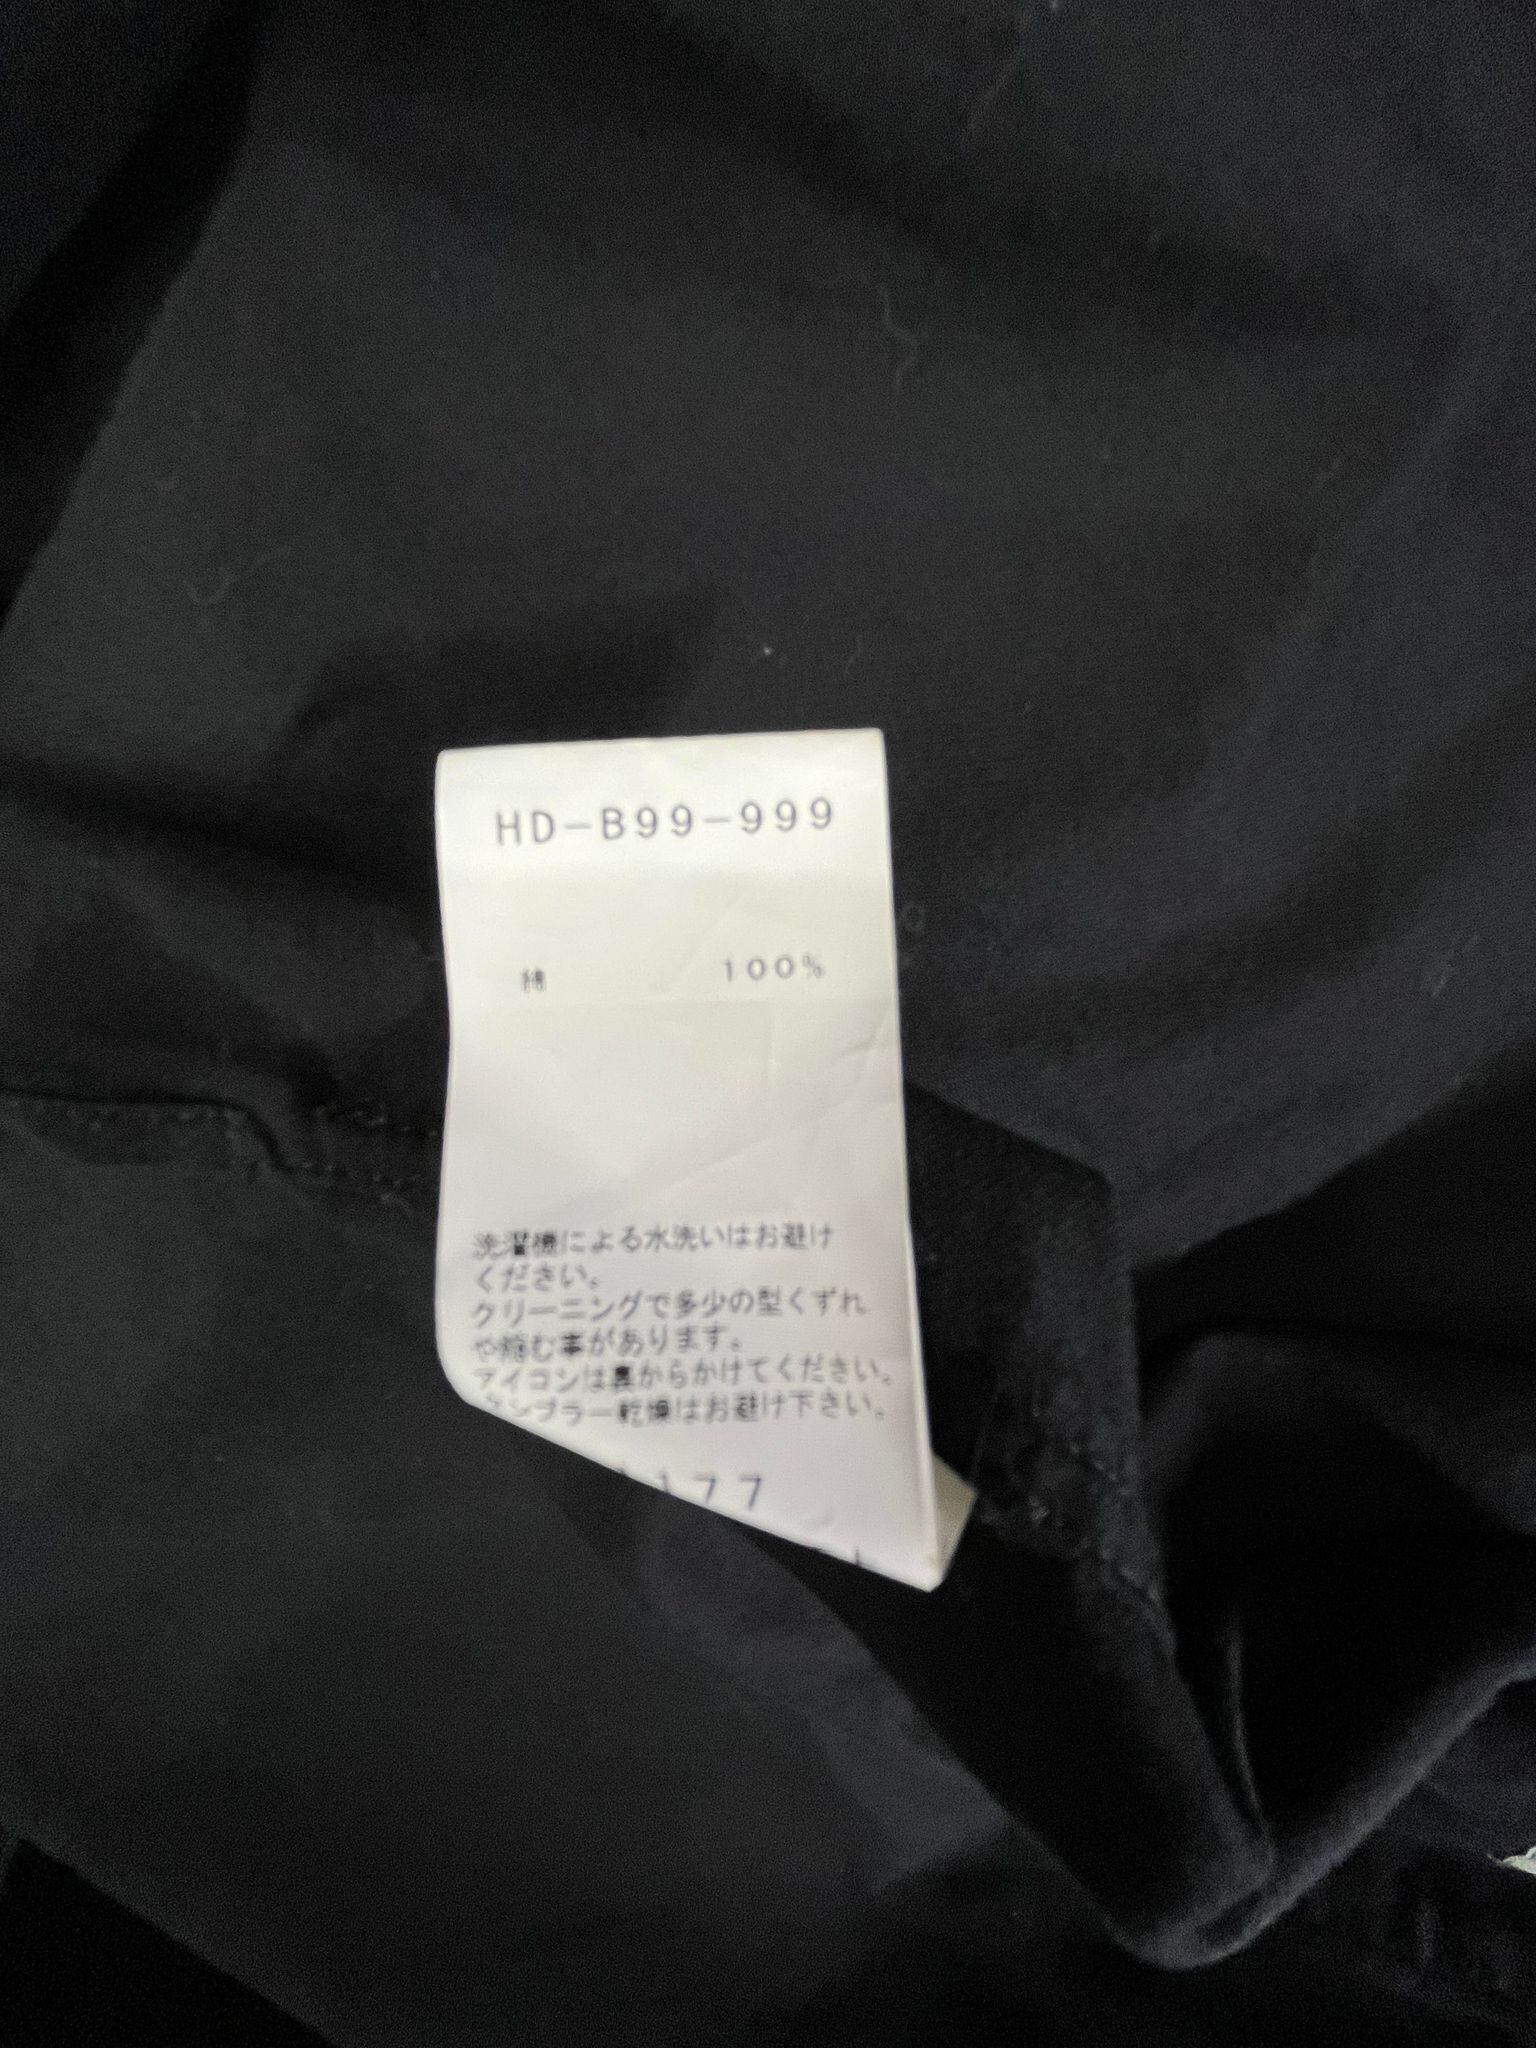 HD-B99-999
綿 100%
洗濯機による水洗いはお避け
ください。
クリーニングで多少の型くずれ
や縮む事があります。
アイロンは裏からかけてください。
タンブラー乾燥はお避け下さい。
177